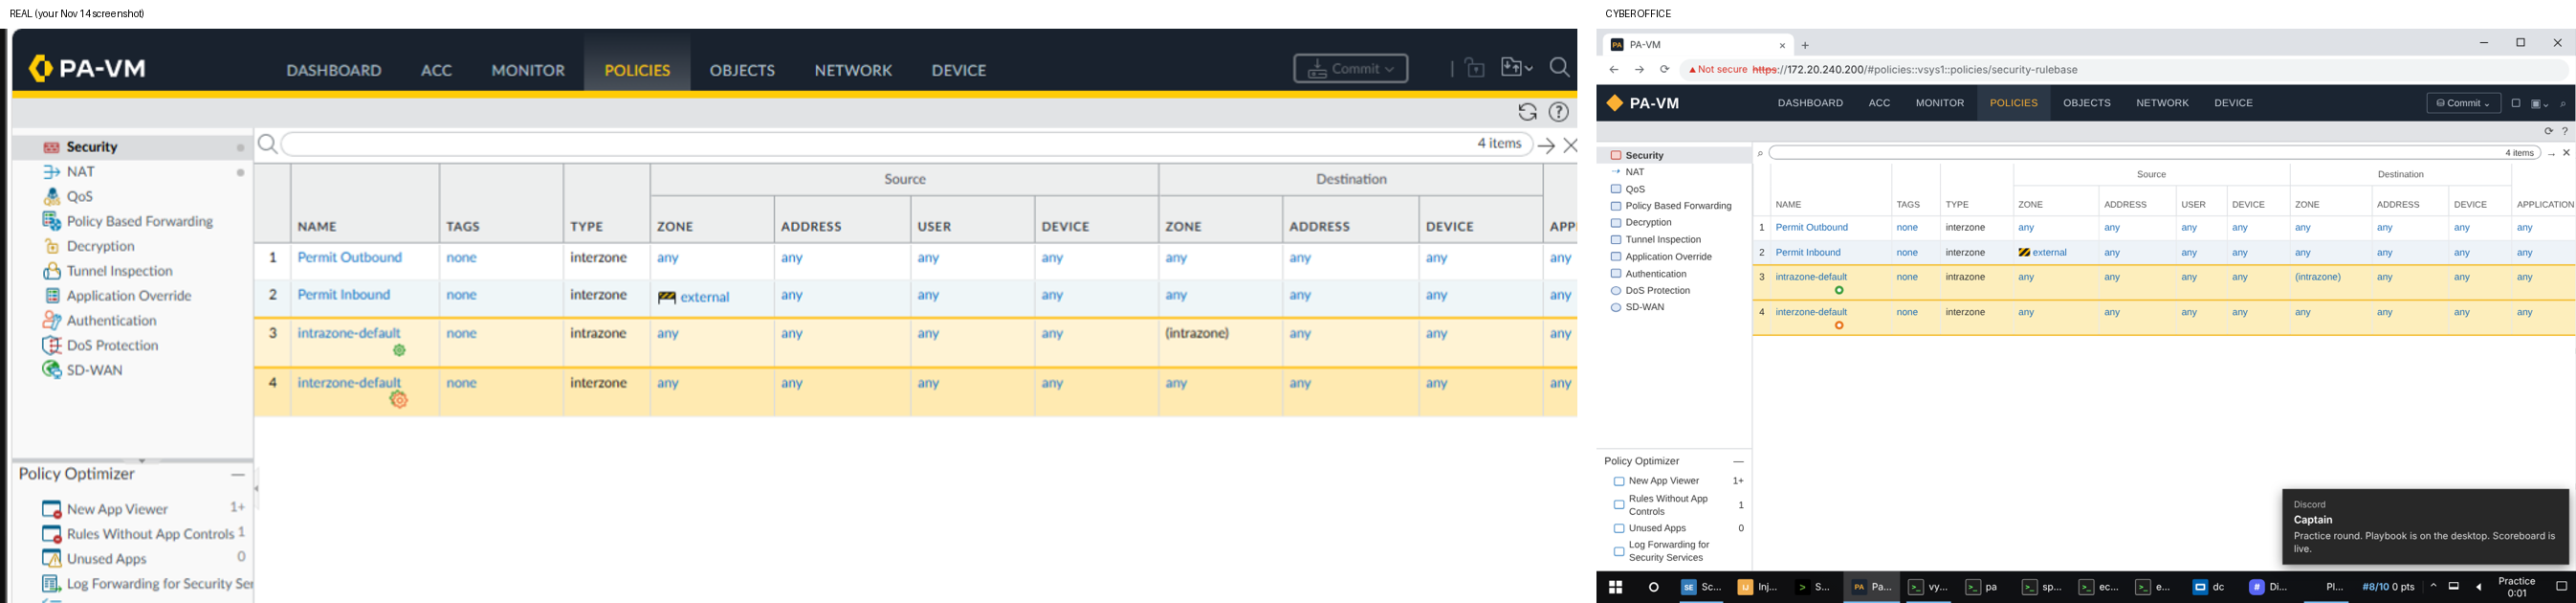 REAL (your Nov 14 screenshot)
PA-VM
DASHBOARD ACC MONITOR POLICIES OBJECTS NETWORK DEVICE
Commit
Security
NAT
QoS
Policy Based Forwarding
Decryption
Tunnel Inspection
Application Override
Authentication
DoS Protection
SD-WAN
Policy Optimizer
New App Viewer 1+
Rules Without App Controls 1
Unused Apps 0
Log Forwarding for Security Ser
4 items
Source Destination
NAME TAGS TYPE ZONE ADDRESS USER DEVICE ZONE ADDRESS DEVICE APPI
1 Permit Outbound none interzone any any any any any any any any
2 Permit Inbound none interzone external any any any any any any any
3 intrazone-default none intrazone any any any any (intrazone) any any any
4 interzone-default none interzone any any any any any any any any
CYBEROFFICE
PA PA-VM × +
Not secure https://172.20.240.200/#policies::vsys1::policies/security-rulebase
PA-VM
DASHBOARD ACC MONITOR POLICIES OBJECTS NETWORK DEVICE
Commit
?
Security
NAT
QoS
Policy Based Forwarding
Decryption
Tunnel Inspection
Application Override
Authentication
DoS Protection
SD-WAN
Policy Optimizer
New App Viewer 1+
Rules Without App
Controls 1
Unused Apps 0
Log Forwarding for
Security Services
4 items
Source Destination
NAME TAGS TYPE ZONE ADDRESS USER DEVICE ZONE ADDRESS DEVICE APPLICATION
1 Permit Outbound none interzone any any any any any any any any
2 Permit Inbound none interzone external any any any any any any any
3 intrazone-default none intrazone any any any any (intrazone) any any any
4 interzone-default none interzone any any any any any any any any
Discord
Captain
Practice round. Playbook is on the desktop. Scoreboard is
live.
SE Sc... IJ Inj... S... PA Pa... vy... pa sp... ec... e... dc # Di... Pl... #8/10 0 pts
Practice
0:01